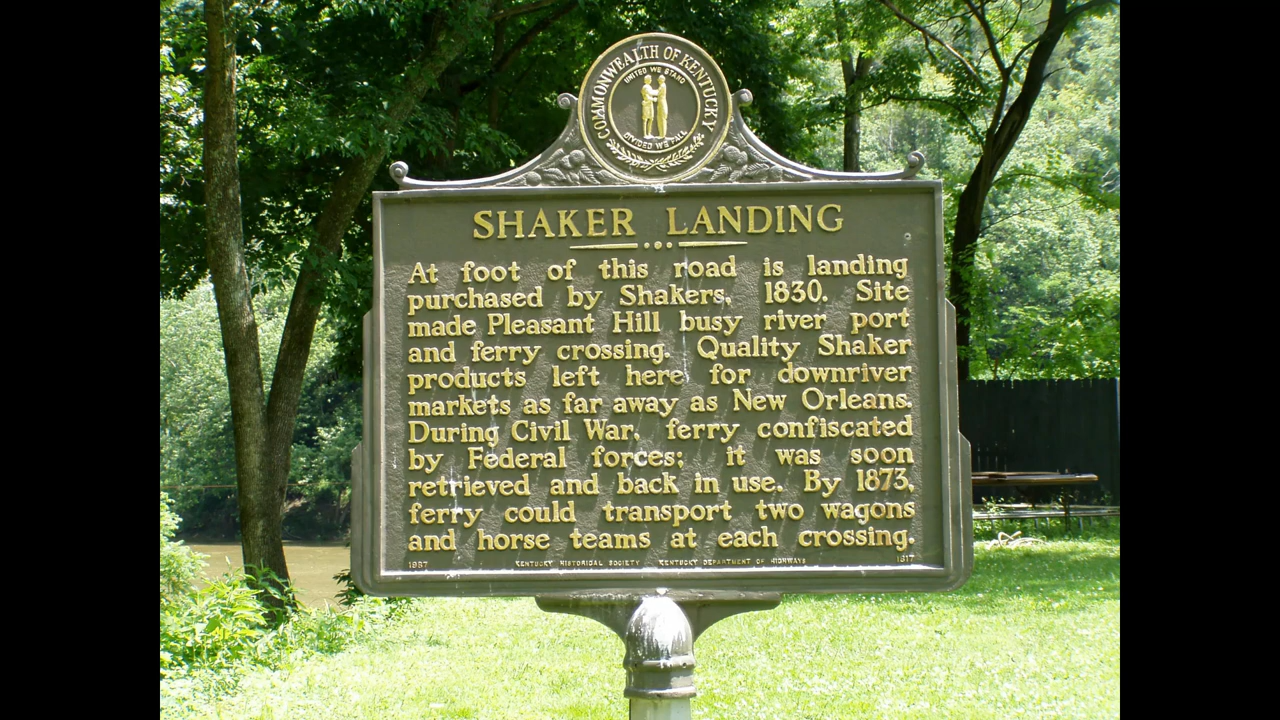 COMMONWEALTH OF KENTUCKY
UNITED WE STAND
DIVIDED WE FALL
SHAKER LANDING
At foot of this road is landing
purchased by Shakers, 1830. Site
made Pleasant Hill busy river port
and ferry crossing. Quality Shaker
products left here for downriver
markets as far away as New Orleans.
During Civil War, ferry confiscated
by Federal forces; it was soon
retrieved and back in use. By 1873,
ferry could transport two wagons
and horse teams at each crossing.
1987 KENTUCKY HISTORICAL SOCIETY KENTUCKY DEPARTMENT OF HIGHWAYS 1817